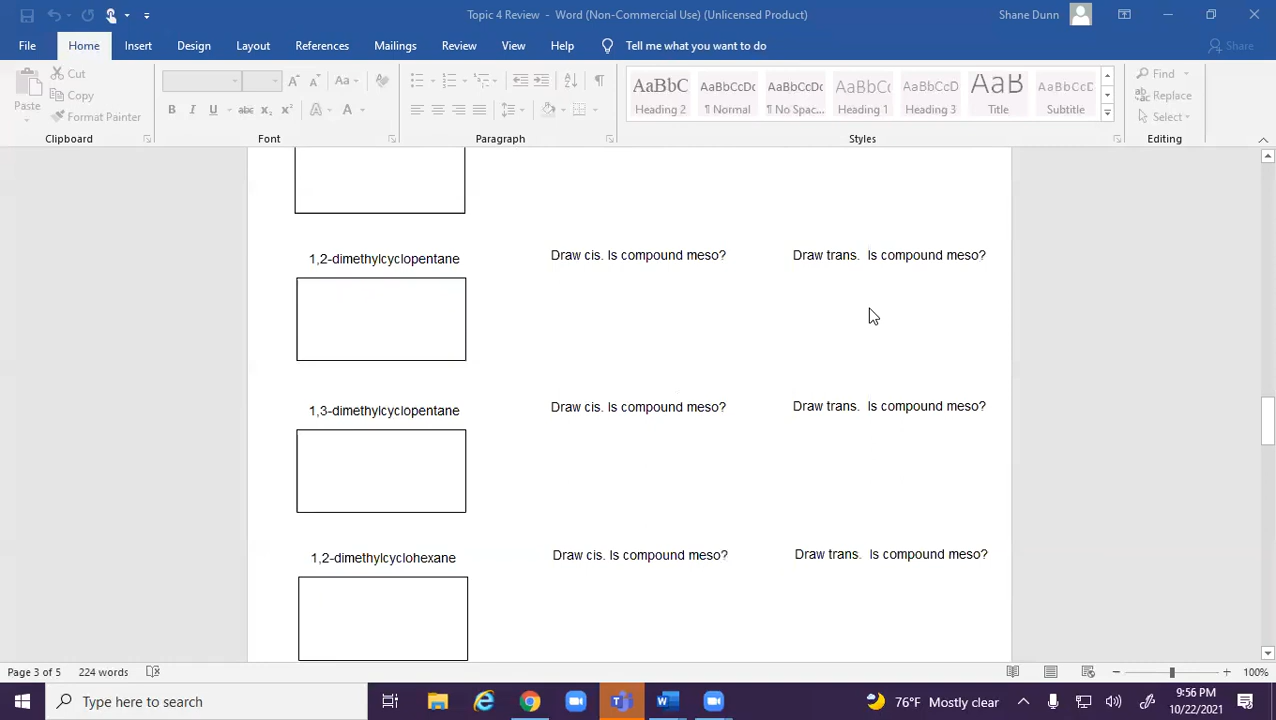 Topic 4 Review - Word (Non-Commercial Use) (Unlicensed Product)
Shane Dunn
File Home Insert Design Layout References Mailings Review View Help Tell me what you want to do Share
Paste
Cut
Copy
Format Painter
Clipboard
B I U abc x₂ x² A A
Aa
Font
Paragraph
AaBbC AaBbCcDc AaBbCcDc AaBbCc AaBbCcD AaB AaBbCcD
Heading 2 ¶ Normal ¶ No Spac... Heading 1 Heading 3 Title Subtitle
Styles
Find
Replace
Select
Editing
1,2-dimethylcyclopentane
Draw cis. Is compound meso?
Draw trans. Is compound meso?
1,3-dimethylcyclopentane
Draw cis. Is compound meso?
Draw trans. Is compound meso?
1,2-dimethylcyclohexane
Draw cis. Is compound meso?
Draw trans. Is compound meso?
Page 3 of 5 224 words
100%
Type here to search
76°F Mostly clear
9:56 PM
10/22/2021